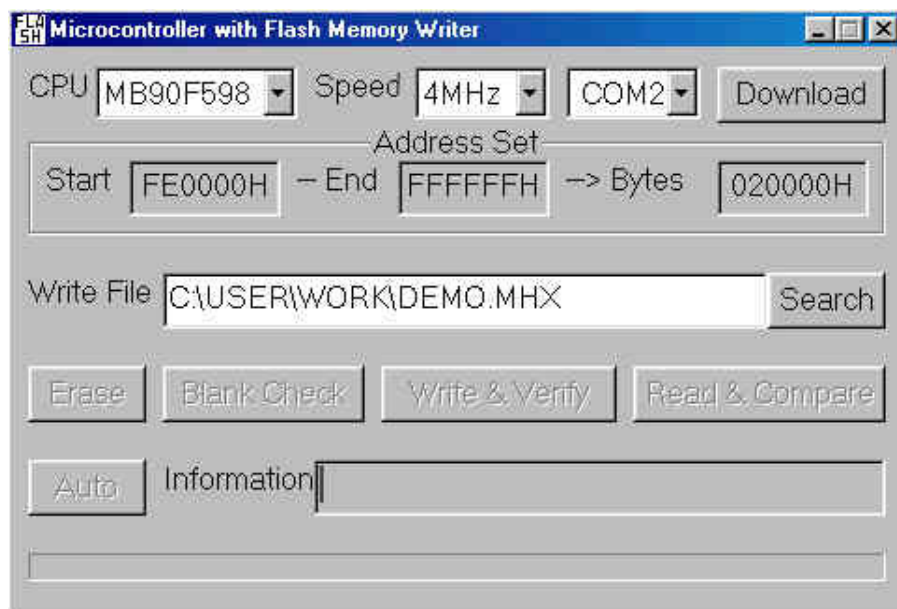 FLA
SH Microcontroller with Flash Memory Writer
CPU MB90F598 Speed 4MHz COM2 Download
Address Set
Start FE0000H - End FFFFFFH -> Bytes 020000H
Write File C:\USER\WORK\DEMO.MHX Search
Erase Blank Check Write & Verify Read & Compare
Auto Information